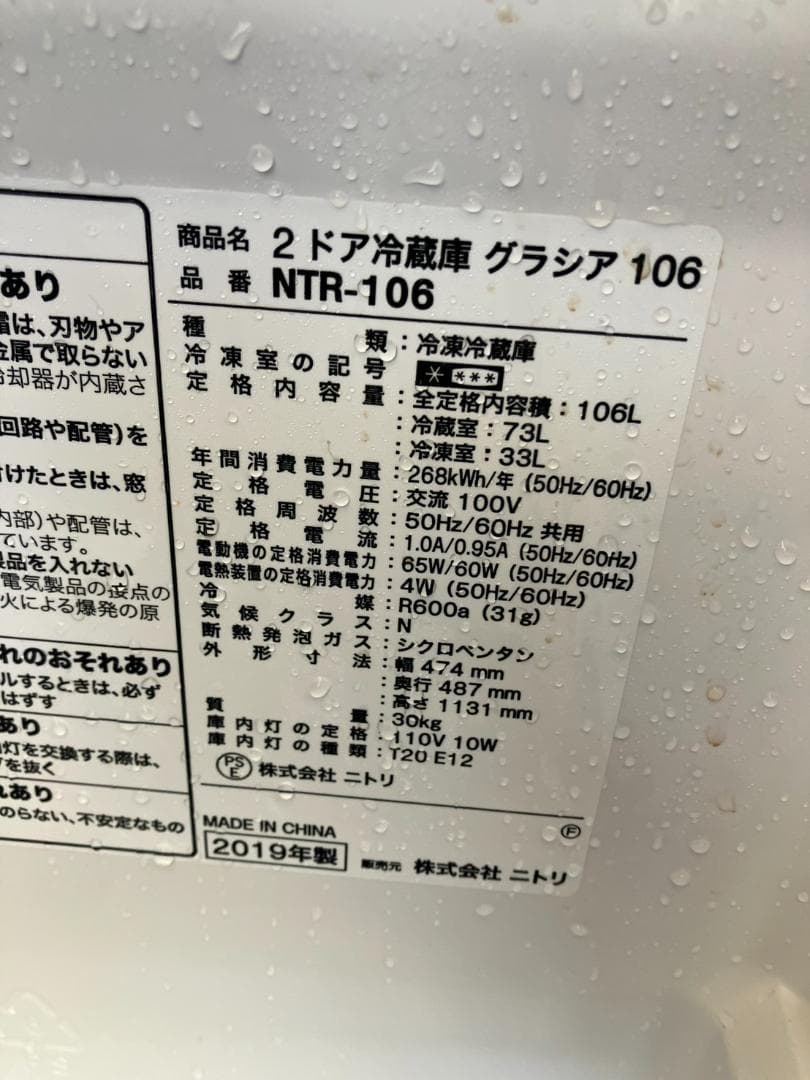 あり
霜は、刃物やア
金属で取らない
冷却器が内蔵さ
回路や配管)を
付けたときは、窓
内部)や配管は、
ています。
製品を入れない
電気製品の接点の
火による爆発の原
れのおそれあり
ルするときは、必ず
はずす
あり
灯を交換する際は、
を抜く
れあり
のらない、不安定なもの
商品名 2ドア冷蔵庫 グラシア 106
品番 NTR-106
種類:冷凍冷蔵庫
冷凍室の記号 * ***
定格内容量:全定格内容積:106L
:冷蔵室:73L
:冷凍室:33L
年間消費電力量:268kWh/年 (50Hz/60Hz)
定格電圧:交流 100V
定格周波数:50Hz/60Hz 共用
定格電流:1.0A/0.95A (50Hz/60Hz)
電動機の定格消費電力:65W/60W (50Hz/60Hz)
電熱装置の定格消費電力:4W (50Hz/60Hz)
冷媒:R600a (31g)
気候クラス:N
断熱発泡ガス:シクロペンタン
外形寸法:幅 474 mm
:奥行 487 mm
:高さ 1131 mm
質量:30kg
庫内灯の定格:110V 10W
庫内灯の種類:T20 E12
PSE 株式会社 ニトリ
MADE IN CHINA
Ⓕ
2019年製 販売元 株式会社 ニトリ